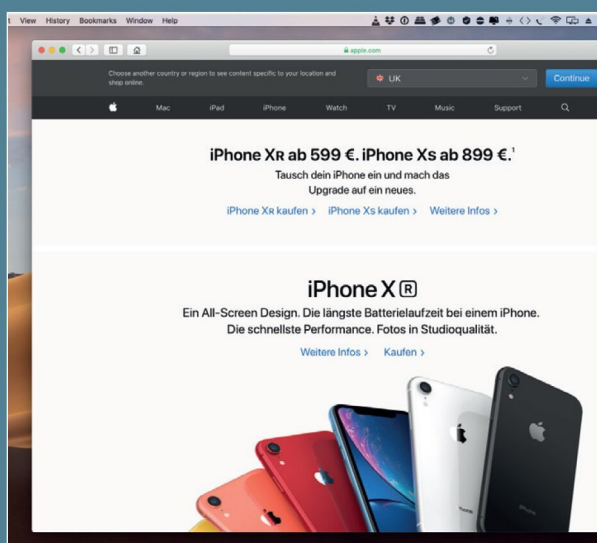 View History Bookmarks Window Help
apple.com
Choose another country or region to see content specific to your location and
shop online.
UK
Continue
Mac iPad iPhone Watch TV Music Support
iPhone XR ab 599 €. iPhone Xs ab 899 €.¹
Tausch dein iPhone ein und mach das
Upgrade auf ein neues.
iPhone XR kaufen > iPhone Xs kaufen > Weitere Infos >
iPhone X R
Ein All-Screen Design. Die längste Batterielaufzeit bei einem iPhone.
Die schnellste Performance. Fotos in Studioqualität.
Weitere Infos > Kaufen >
iPhone